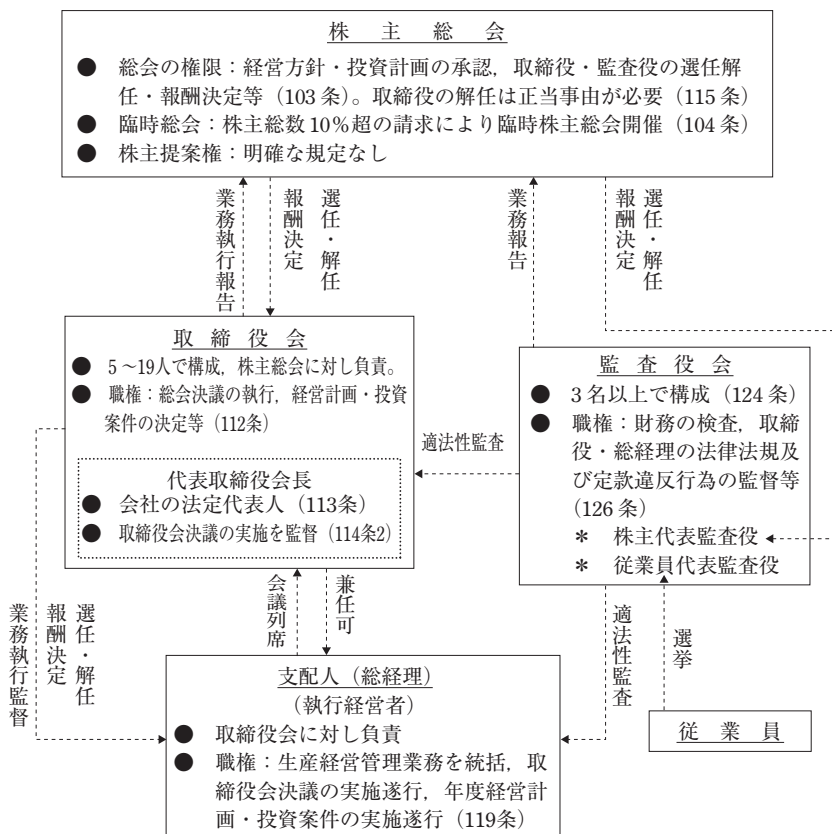 株主総会
● 総会の権限：経営方針・投資計画の承認，取締役・監査役の選任解
任・報酬決定等（103条）。取締役の解任は正当事由が必要（115条）
● 臨時総会：株主総数10％超の請求により臨時株主総会開催（104条）
● 株主提案権：明確な規定なし
業務執行報告
報酬決定
選任・解任
業務報告
報酬決定
選任・解任
取締役会
● 5～19人で構成，株主総会に対し負責。
● 職権：総会決議の執行，経営計画・投資
案件の決定等（112条）
代表取締役会長
● 会社の法定代表人（113条）
● 取締役会決議の実施を監督（114条2）
適法性監査
監査役会
● 3名以上で構成（124条）
● 職権：財務の検査，取締
役・総経理の法律法規及
び定款違反行為の監督等
（126条）
＊ 株主代表監査役
＊ 従業員代表監査役
業務執行監督
報酬決定
選任・解任
会議列席
兼任可
適法性監査
選挙
支配人（総経理）
（執行経営者）
● 取締役会に対し負責
● 職権：生産経営管理業務を統括，取
締役会決議の実施遂行，年度経営計
画・投資案件の実施遂行（119条）
従業員